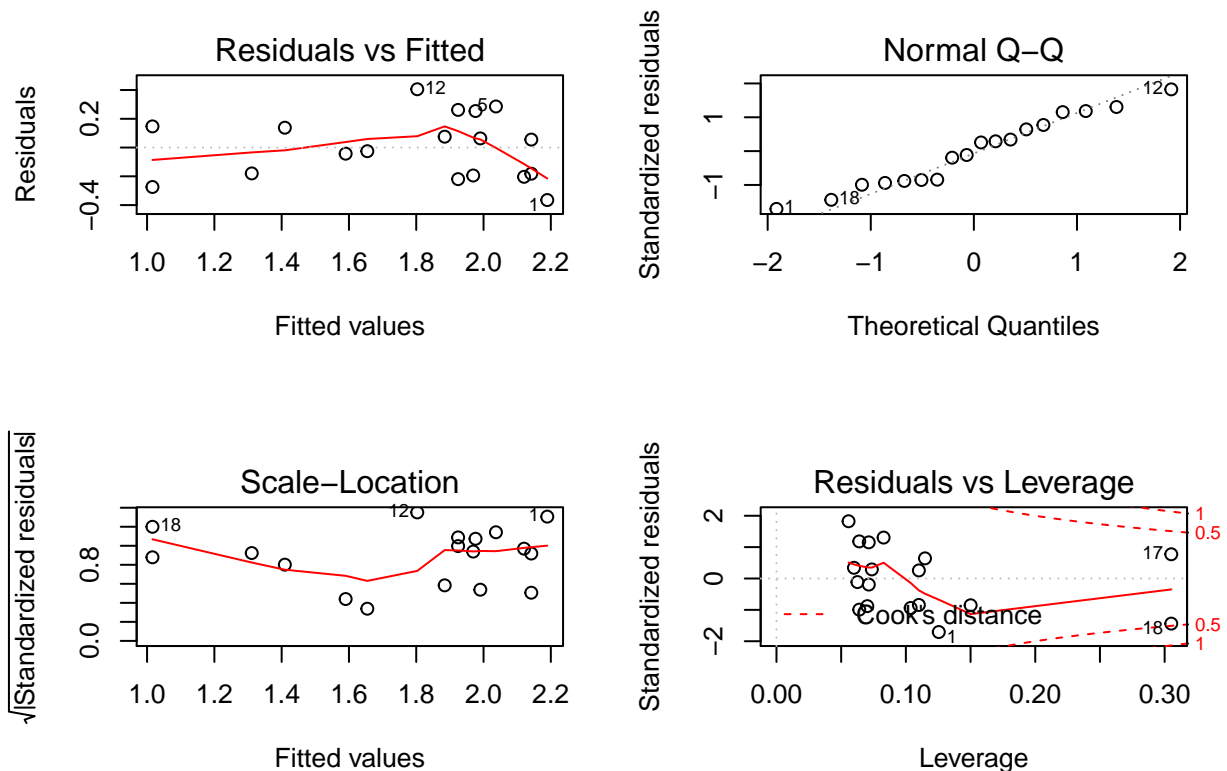 Residuals vs Fitted
Residuals
0.2
−0.4
12
5
1
1.0 1.2 1.4 1.6 1.8 2.0 2.2
Fitted values
Normal Q−Q
Standardized residuals
1
−1
12
18
1
−2 −1 0 1 2
Theoretical Quantiles
Scale−Location
√|Standardized residuals|
0.8
0.0
18
12
1
1.0 1.2 1.4 1.6 1.8 2.0 2.2
Fitted values
Residuals vs Leverage
Standardized residuals
2
0
−2
1
0.5
17
Cook's distance
1
18
0.5
1
0.00 0.10 0.20 0.30
Leverage